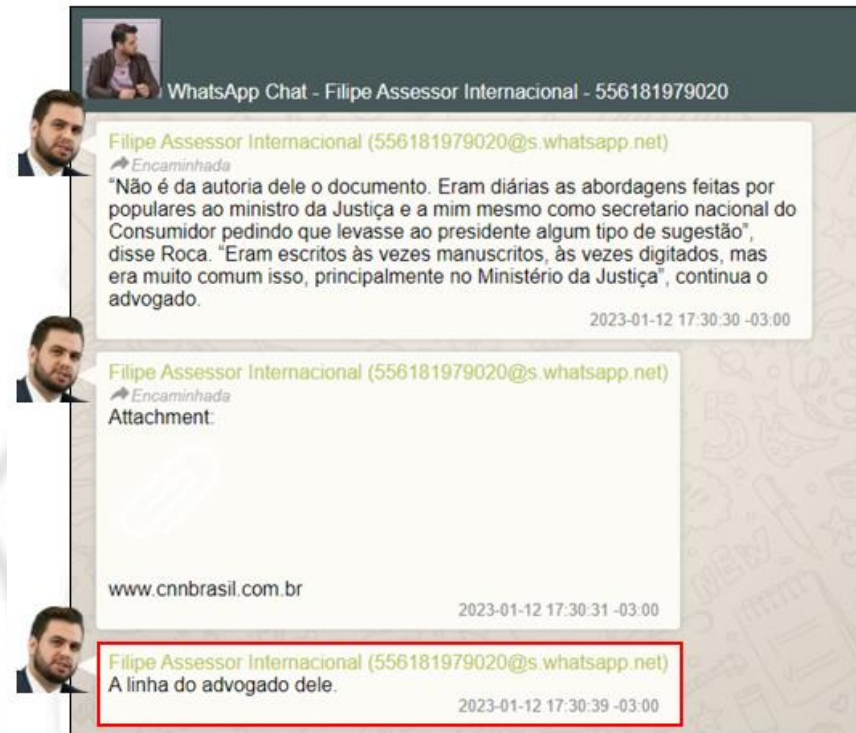 WhatsApp Chat - Filipe Assessor Internacional - 556181979020
Filipe Assessor Internacional (556181979020@s.whatsapp.net)
Encaminhada
“Não é da autoria dele o documento. Eram diárias as abordagens feitas por
populares ao ministro da Justiça e a mim mesmo como secretario nacional do
Consumidor pedindo que levasse ao presidente algum tipo de sugestão”,
disse Roca. “Eram escritos às vezes manuscritos, às vezes digitados, mas
era muito comum isso, principalmente no Ministério da Justiça”, continua o
advogado.
2023-01-12 17:30:30 -03:00
Filipe Assessor Internacional (556181979020@s.whatsapp.net)
Encaminhada
Attachment:
www.cnnbrasil.com.br
2023-01-12 17:30:31 -03:00
Filipe Assessor Internacional (556181979020@s.whatsapp.net)
A linha do advogado dele.
2023-01-12 17:30:39 -03:00